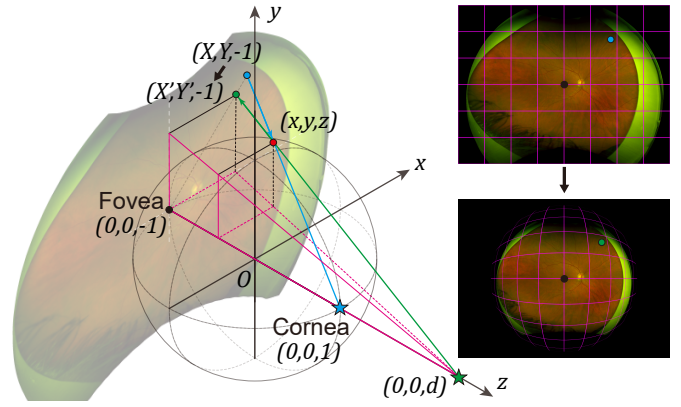 y
(X,Y,-1)
(X',Y',-1)
(x,y,z)
x
Fovea
(0,0,-1)
O
Cornea
(0,0,1)
(0,0,d)
z